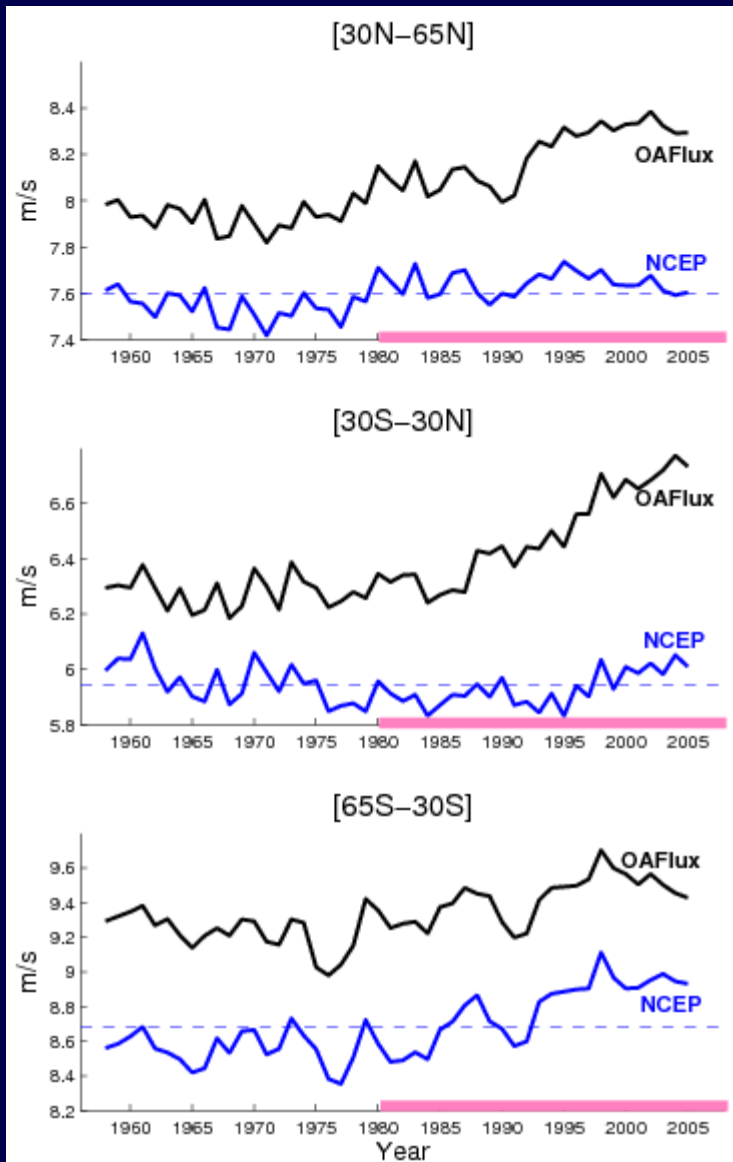 [30N−65N]
8.4
8.2
8
7.8
7.6
7.4
m/s
OAFlux
NCEP
1960 1965 1970 1975 1980 1985 1990 1995 2000 2005
[30S−30N]
6.6
6.4
6.2
6
5.8
m/s
OAFlux
NCEP
1960 1965 1970 1975 1980 1985 1990 1995 2000 2005
[65S−30S]
9.6
9.4
9.2
9
8.8
8.6
8.4
8.2
m/s
OAFlux
NCEP
1960 1965 1970 1975 1980 1985 1990 1995 2000 2005
Year